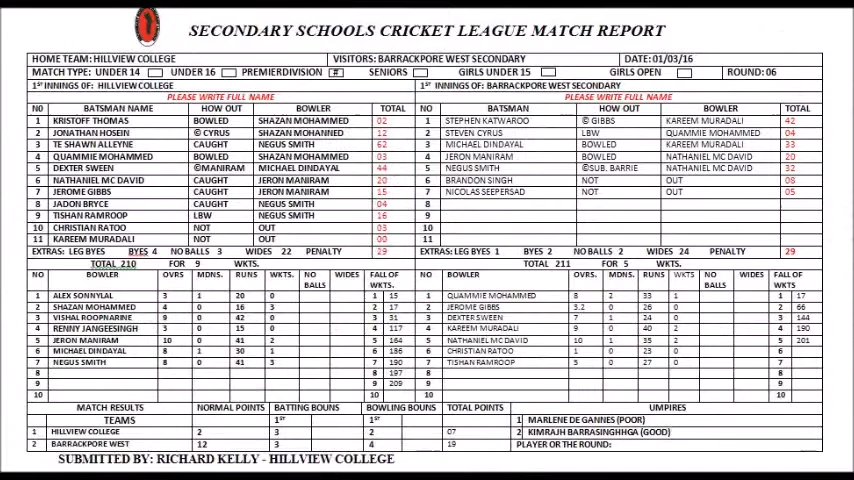 SECONDARY SCHOOLS CRICKET LEAGUE MATCH REPORT
HOME TEAM: HILLVIEW COLLEGE VISITORS: BARRACKPORE WEST SECONDARY DATE: 01/03/16
MATCH TYPE: UNDER 14 UNDER 16 PREMIERDIVISION # SENIORS GIRLS UNDER 15 GIRLS OPEN ROUND: 06
1ST INNINGS OF: HILLVIEW COLLEGE 1ST INNINGS OF: BARRACKPORE WEST SECONDARY
PLEASE WRITE FULL NAME PLEASE WRITE FULL NAME
NO BATSMAN NAME HOW OUT BOWLER TOTAL NO BATSMAN HOW OUT BOWLER TOTAL
1 KRISTOFF THOMAS BOWLED SHAZAN MOHAMMED 02 1 STEPHEN KATWAROO © GIBBS KAREEM MURADALI 42
2 JONATHAN HOSEIN © CYRUS SHAZAN MOHANNED 12 2 STEVEN CYRUS LBW QUAMMIE MOHAMMED 04
3 TE SHAWN ALLEYNE CAUGHT NEGUS SMITH 62 3 MICHAEL DINDAYAL BOWLED KAREEM MURADALI 33
4 QUAMMIE MOHAMMED BOWLED SHAZAN MOHAMMED 03 4 JERON MANIRAM BOWLED NATHANIEL MC DAVID 20
5 DEXTER SWEEN ©MANIRAM MICHAEL DINDAYAL 44 5 NEGUS SMITH ©SUB. BARRIE NATHANIEL MC DAVID 32
6 NATHANIEL MC DAVID CAUGHT JERON MANIRAM 20 6 BRANDON SINGH NOT OUT 08
7 JEROME GIBBS CAUGHT JERON MANIRAM 15 7 NICOLAS SEEPERSAD NOT OUT 05
8 JADON BRYCE CAUGHT NEGUS SMITH 04 8
9 TISHAN RAMROOP LBW NEGUS SMITH 16 9
10 CHRISTIAN RATOO NOT OUT 03 10
11 KAREEM MURADALI NOT OUT 00 11
EXTRAS: LEG BYES BYES 4 NO BALLS 3 WIDES 22 PENALTY 29 EXTRAS: LEG BYES 1 BYES 2 NO BALLS 2 WIDES 24 PENALTY 29
TOTAL 210 FOR 9 WKTS. TOTAL 211 FOR 5 WKTS.
NO BOWLER OVRS MDNS. RUNS WKTS. NO BALLS WIDES FALL OF WKTS. NO BOWLER OVRS. MDNS. RUNS WKTS NO BALLS WIDES FALL OF WKTS.
1 ALEX SONNYLAL 3 1 20 0 1 15 1 QUAMMIE MOHAMMED 8 2 33 1 1 17
2 SHAZAN MOHAMMED 4 0 16 3 2 17 2 JEROME GIBBS 3.2 0 26 0 2 66
3 VISHAL ROOPNARINE 9 0 42 0 3 31 3 DEXTER SWEEN 7 1 24 0 3 144
4 RENNY JANGEESINGH 3 0 15 0 4 117 4 KAREEM MURADALI 9 0 40 2 4 190
5 JERON MANIRAM 10 0 41 2 5 164 5 NATHANIEL MC DAVID 10 1 35 2 5 201
6 MICHAEL DINDAYAL 8 1 30 1 6 186 6 CHRISTIAN RATOO 1 0 23 0 6
7 NEGUS SMITH 8 0 41 3 7 190 7 TISHAN RAMROOP 5 0 27 0 7
8 8 197 8 8
9 9 209 9 9
10 10 10 10
MATCH RESULTS NORMAL POINTS BATTING BOUNS BOWLING BOUNS TOTAL POINTS UMPIRES
TEAMS 1ST 1ST 1 MARLENE DE GANNES (POOR)
1 HILLVIEW COLLEGE 2 3 2 07 2 KIMRAJH BARRASINGHHGA (GOOD)
2 BARRACKPORE WEST 12 3 4 19 PLAYER OR THE ROUND:
SUBMITTED BY: RICHARD KELLY - HILLVIEW COLLEGE